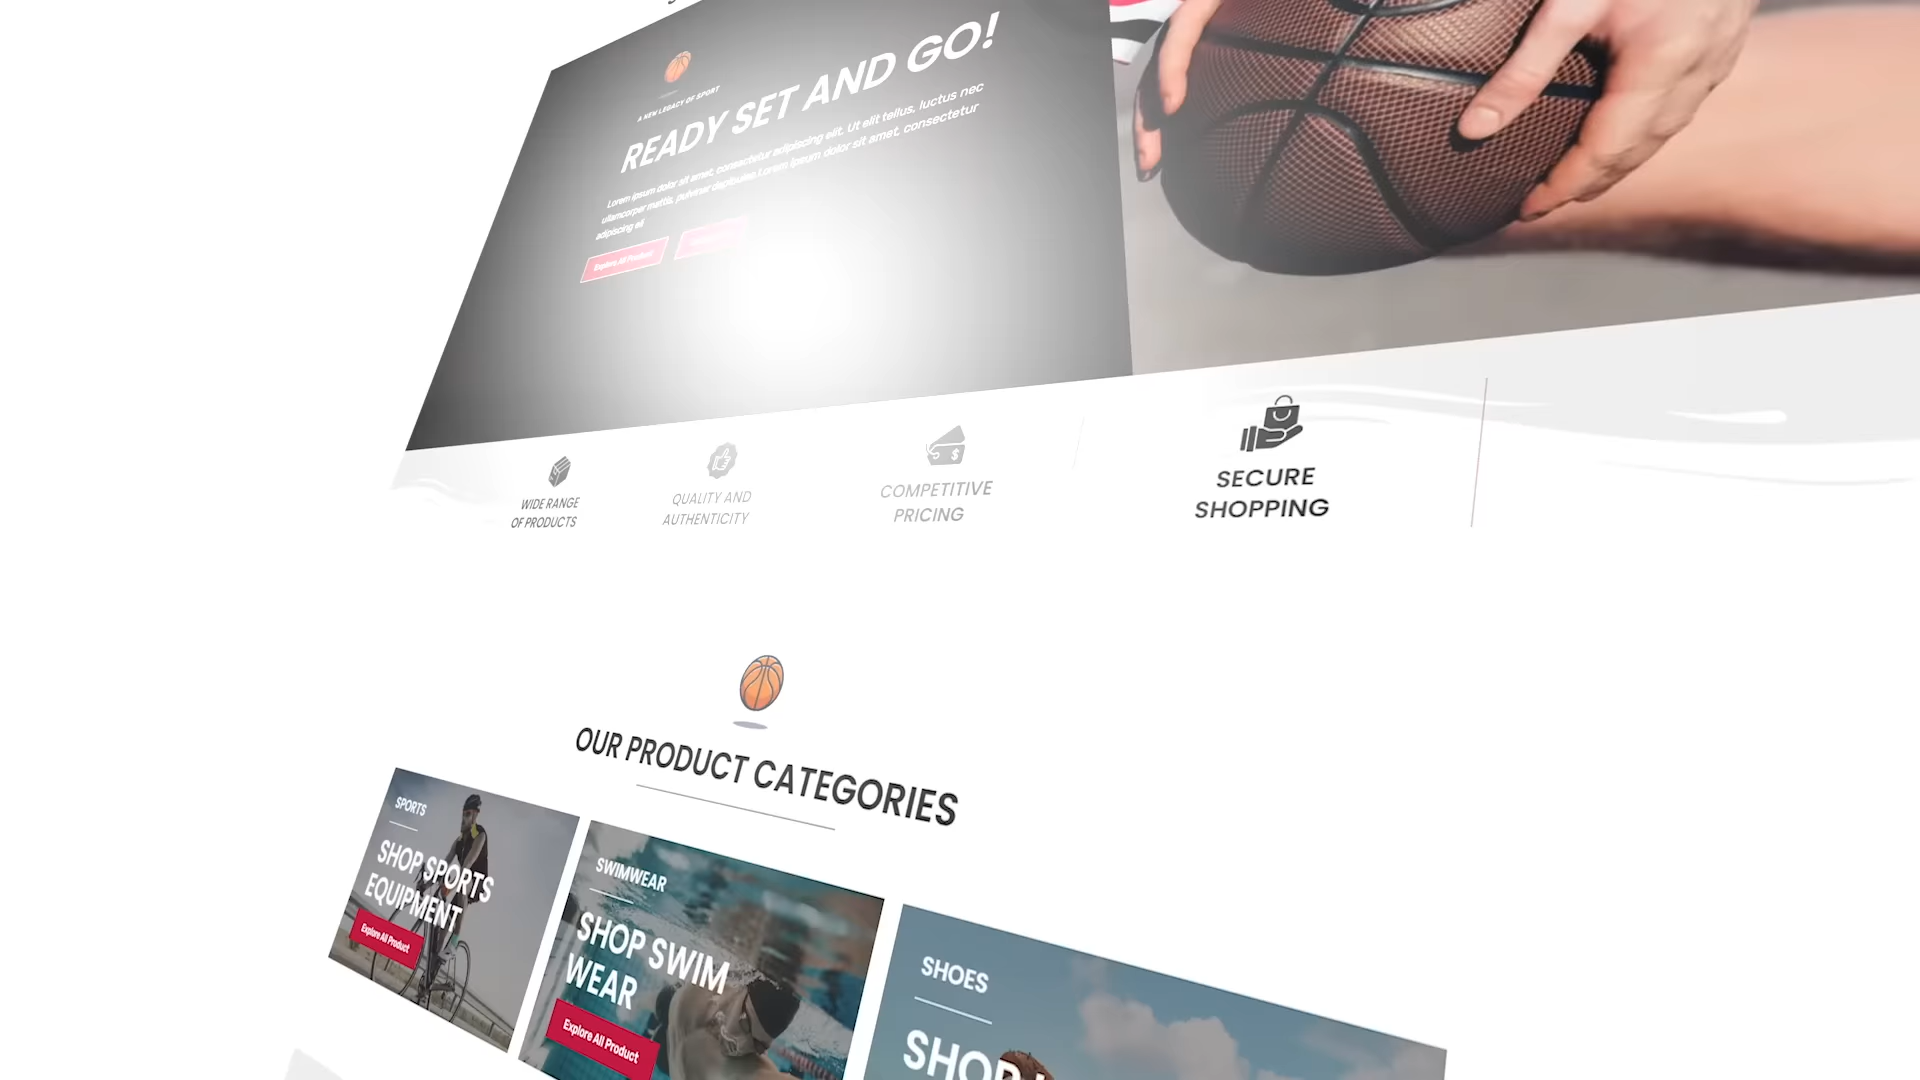 A NEW LEGACY OF SPORT
READY SET AND GO!
Lorem ipsum dolor sit amet, consectetur adipiscing elit. Ut elit tellus, luctus nec
ullamcorper mattis, pulvinar dapibus leo.Lorem ipsum dolor sit amet, consectetur
adipiscing eli
Explore All Product
WIDE RANGE
OF PRODUCTS
QUALITY AND
AUTHENTICITY
COMPETITIVE
PRICING
SECURE
SHOPPING
OUR PRODUCT CATEGORIES
SPORTS
SHOP SPORTS
EQUIPMENT
Explore All Product
SWIMWEAR
SHOP SWIM
WEAR
Explore All Product
SHOES
SHOP